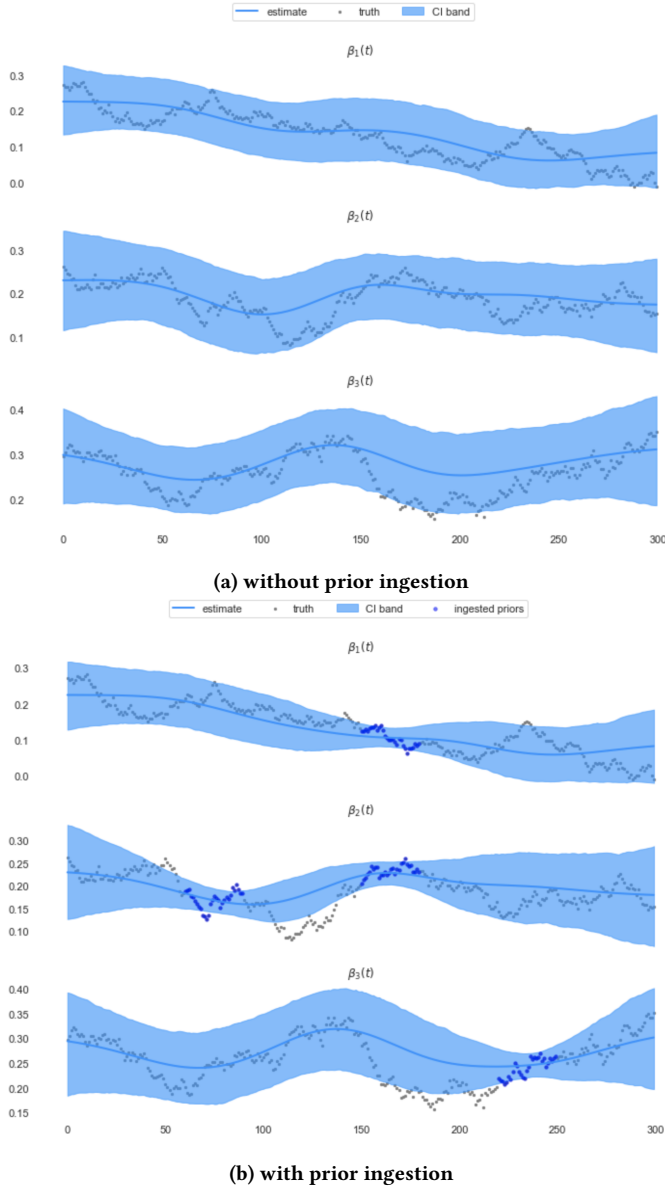 estimate truth CI band
β₁(t)
0.3
0.2
0.1
0.0
β₂(t)
0.3
0.2
0.1
β₃(t)
0.4
0.3
0.2
0 50 100 150 200 250 300
(a) without prior ingestion
estimate truth CI band ingested priors
β₁(t)
0.3
0.2
0.1
0.0
β₂(t)
0.30
0.25
0.20
0.15
0.10
β₃(t)
0.40
0.35
0.30
0.25
0.20
0.15
0 50 100 150 200 250 300
(b) with prior ingestion